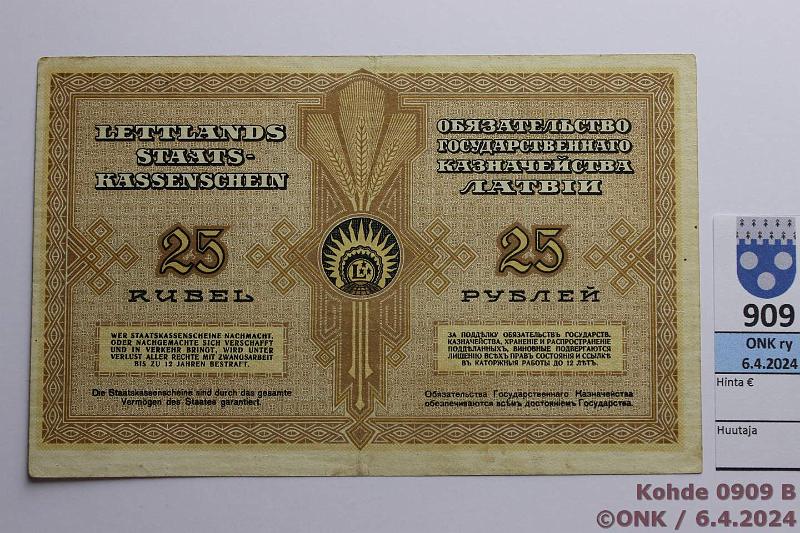 LETTLANDS
STAATS-
KASSENSCHEIN
25
RUBEL
WER STAATSKASSENSCHEINE NACHMACHT,
ODER NACHGEMACHTE SICH VERSCHAFFT
UND IN VERKEHR BRINGT, WIRD UNTER
VERLUST ALLER RECHTE MIT ZWANGSARBEIT
BIS ZU 12 JAHREN BESTRAFT.
Die Staatskassenscheine sind durch das gesamte
Vermögen des Staates garantiert.
ОБЯЗАТЕЛЬСТВО
ГОСУДАРСТВЕННАГО
КАЗНАЧЕЙСТВА
ЛАТВІИ
25
РУБЛЕЙ
ЗА ПОДДѢЛКУ ОБЯЗАТЕЛЬСТВЪ ГОСУДАРСТВ.
КАЗНАЧЕЙСТВА, ХРАНЕНІЕ И РАСПРОСТРАНЕНІЕ
ПОДДѢЛАННЫХЪ, ВИНОВНЫЕ ПОДВЕРГАЮТСЯ
ЛИШЕНІЮ ВСѢХЪ ПРАВЪ СОСТОЯНІЯ И ССЫЛКѢ
ВЪ КАТОРЖНЫЯ РАБОТЫ ДО 12 ЛѢТЪ.
Обязательства Государственнаго Казначейства
обезпечиваются всѣмъ достояніемъ Государства.
909
ONK ry
6.4.2024
Hinta €
Huutaja
Kohde 0909 B
©ONK / 6.4.2024